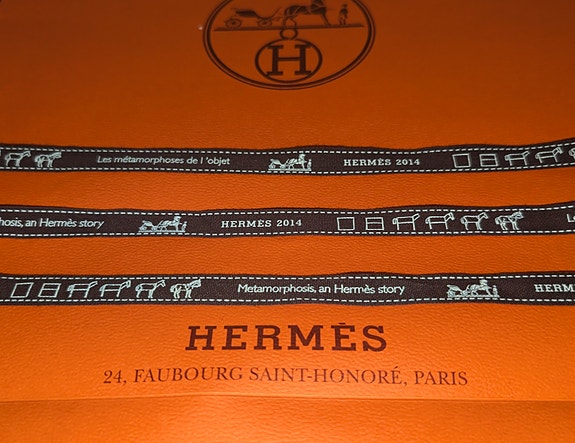 H
Les métamorphoses de l'objet HERMÈS 2014
hosis, an Hermès story HERMÈS 2014 L
Metamorphosis, an Hermès story HERM
HERMÈS
24, FAUBOURG SAINT-HONORÉ, PARIS